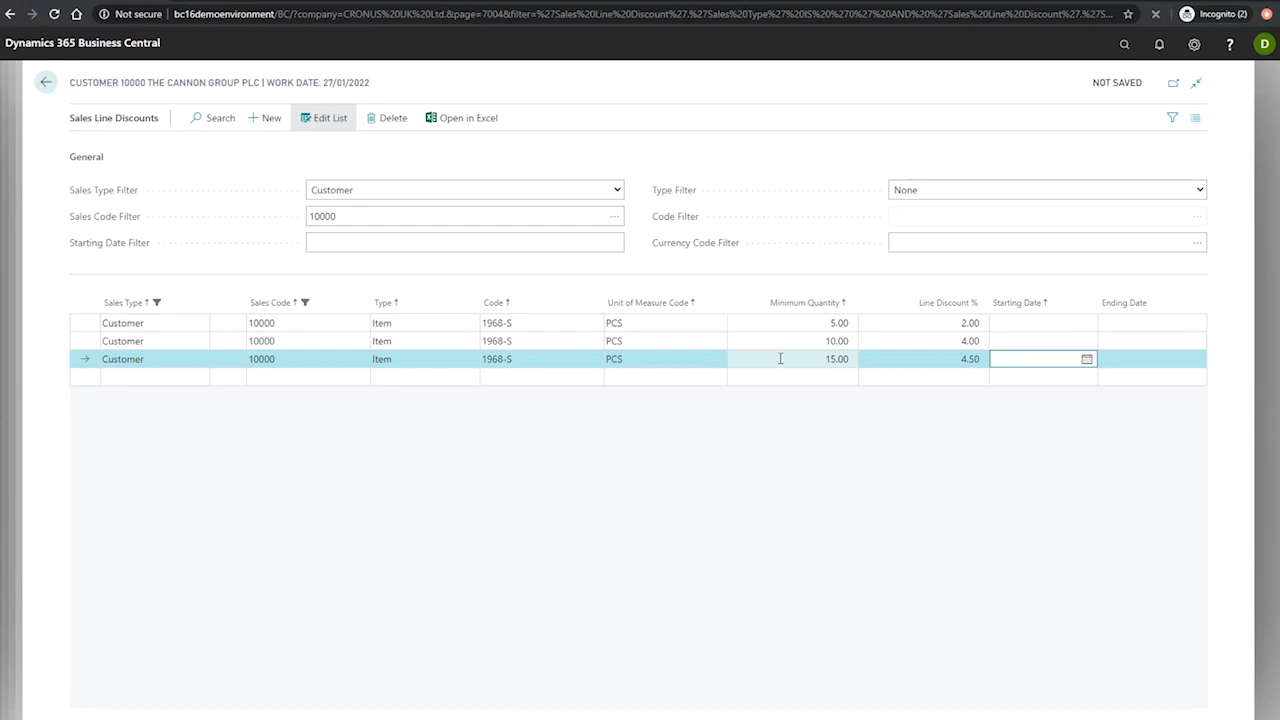 Not secure | bc16demoenvironment/BC/?company=CRONUS%20UK%20Ltd.&page=7004&filter=%27Sales%20Line%20Discount%27.%27Sales%20Type%27%20IS%20%270%27%20AND%20%27Sales%20Line%20Discount%27.%27S... Incognito (2)
Dynamics 365 Business Central ? D
CUSTOMER 10000 THE CANNON GROUP PLC | WORK DATE: 27/01/2022 NOT SAVED
Sales Line Discounts Search New Edit List Delete Open in Excel
General
Sales Type Filter Customer Type Filter None
Sales Code Filter 10000 Code Filter
Starting Date Filter Currency Code Filter
Sales Type Sales Code Type Code Unit of Measure Code Minimum Quantity Line Discount % Starting Date Ending Date
Customer 10000 Item 1968-S PCS 5.00 2.00
Customer 10000 Item 1968-S PCS 10.00 4.00
Customer 10000 Item 1968-S PCS 15.00 4.50